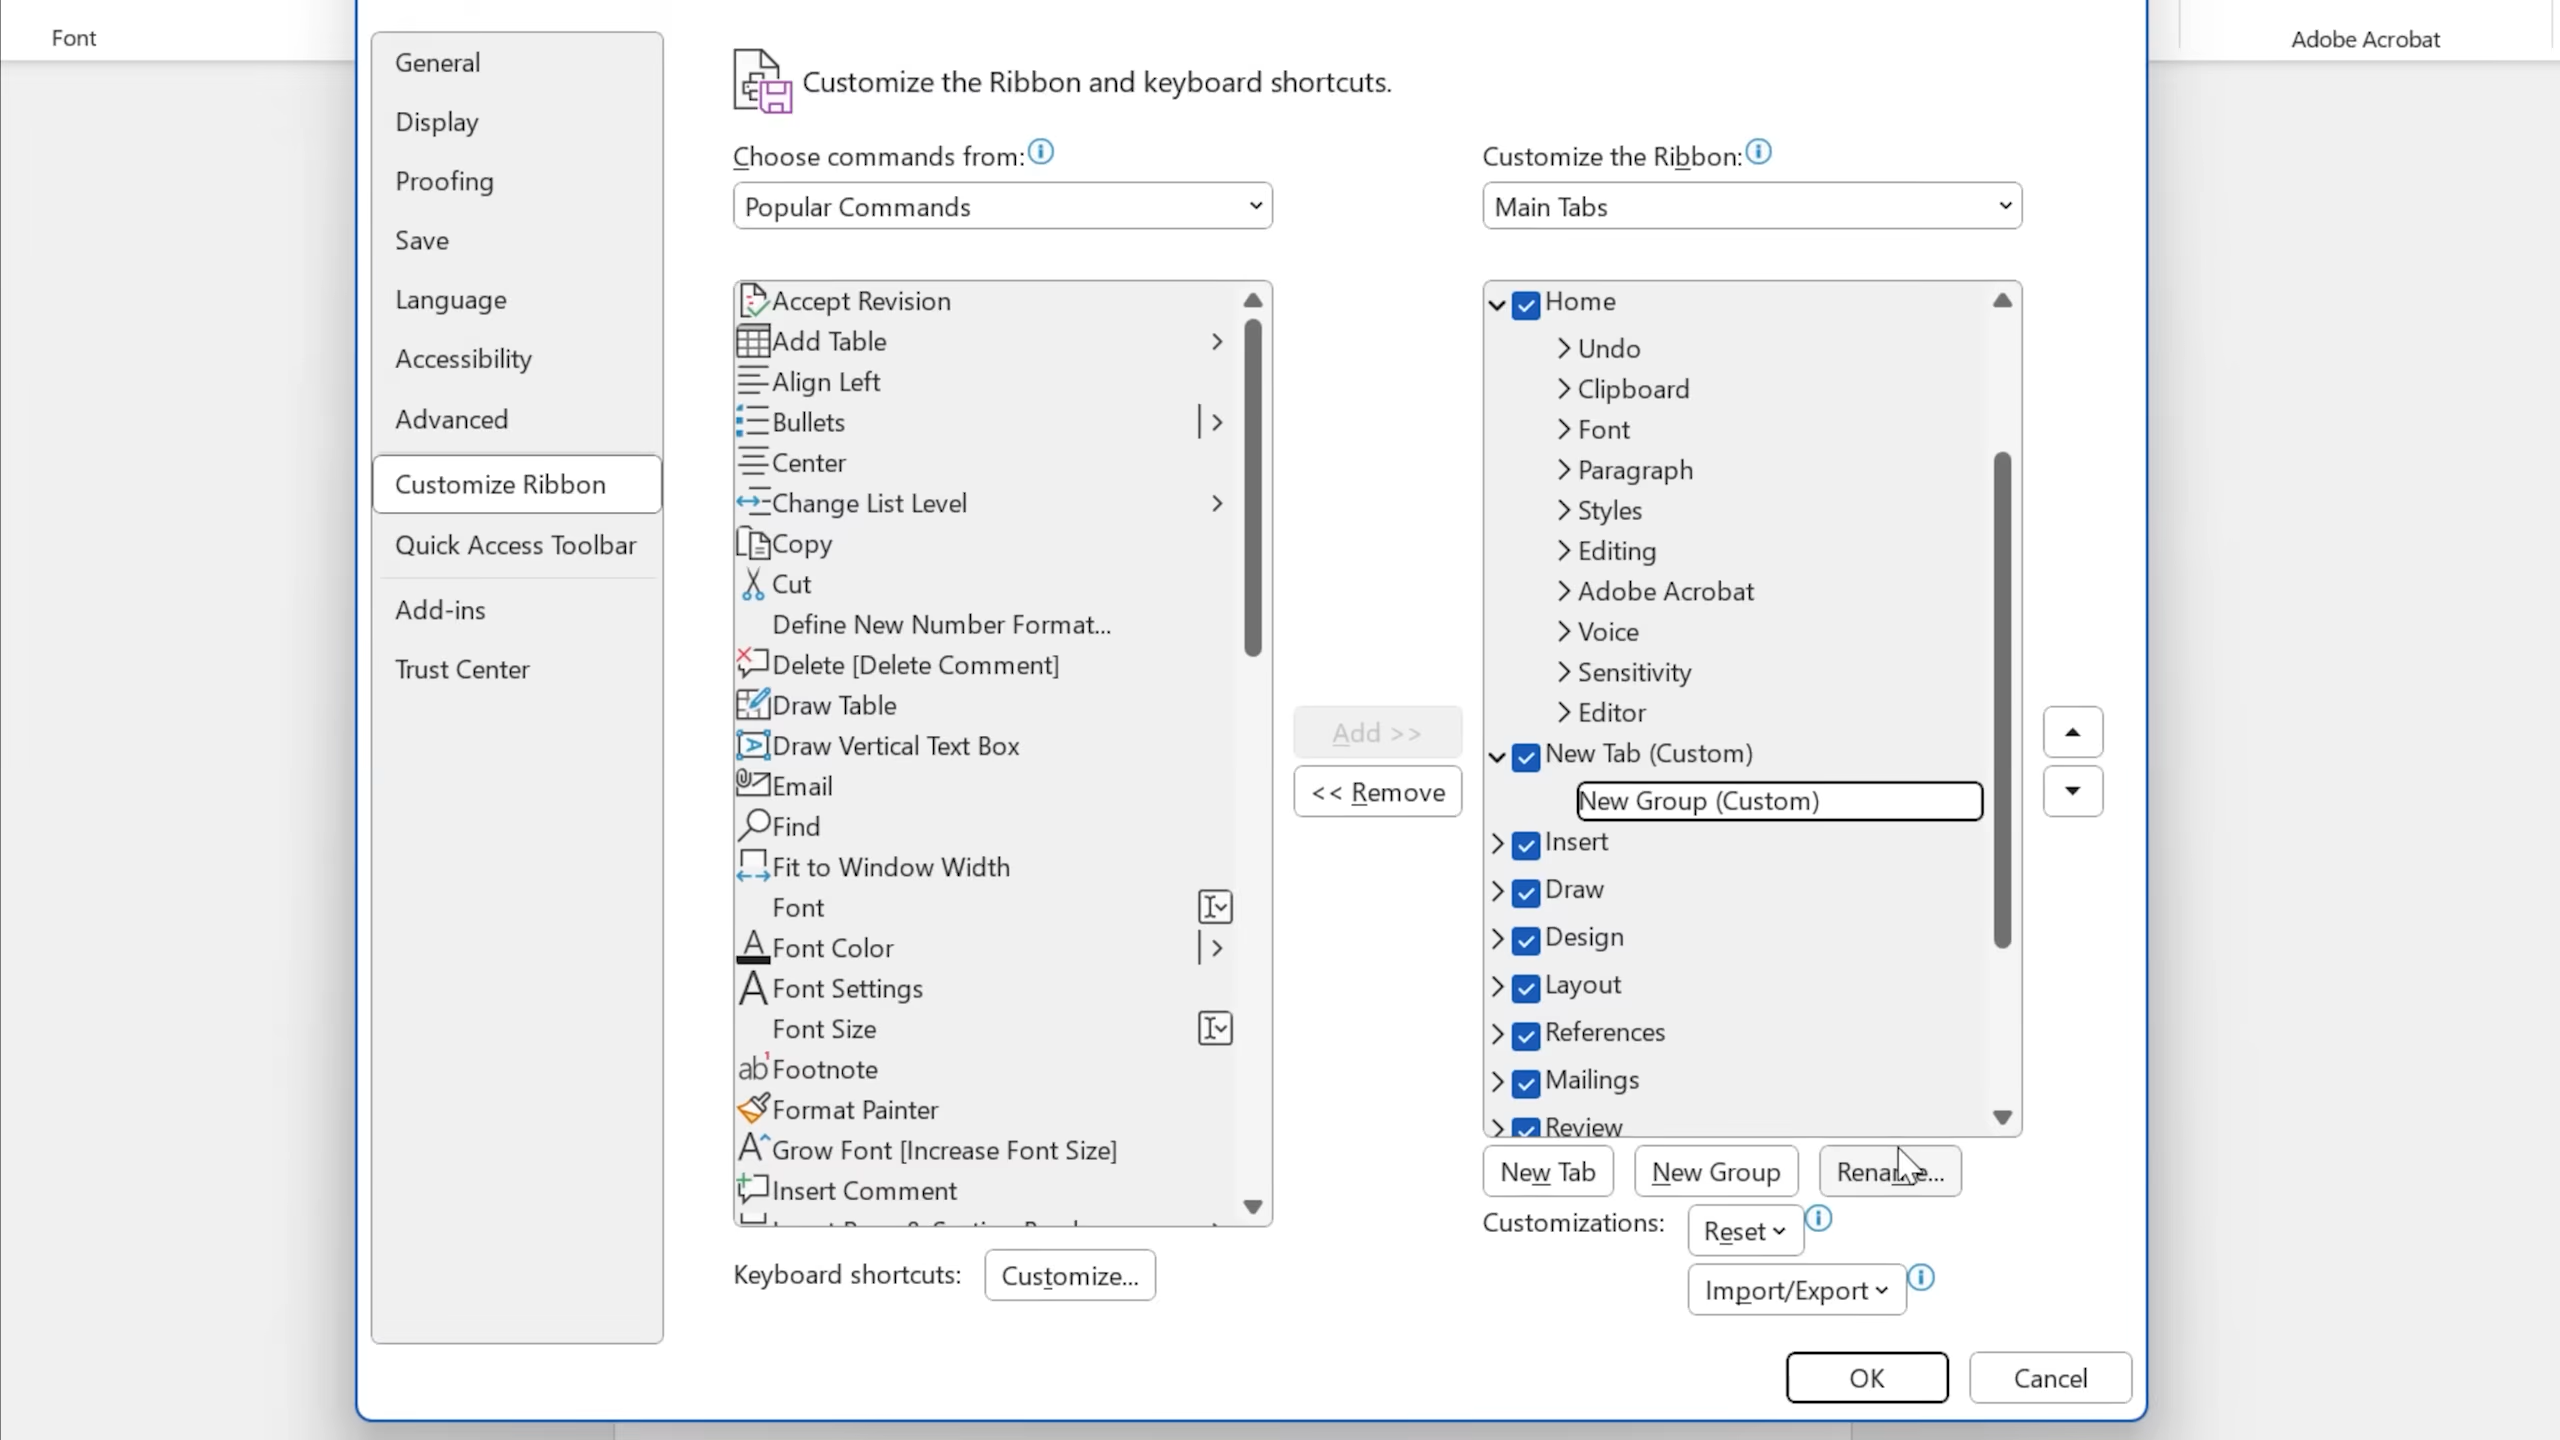 Font
Adobe Acrobat
General
Display
Proofing
Save
Language
Accessibility
Advanced
Customize Ribbon
Quick Access Toolbar
Add-ins
Trust Center
Customize the Ribbon and keyboard shortcuts.
Choose commands from:
Popular Commands
Accept Revision
Add Table
Align Left
Bullets
Center
Change List Level
Copy
Cut
Define New Number Format...
Delete [Delete Comment]
Draw Table
Draw Vertical Text Box
Email
Find
Fit to Window Width
Font
Font Color
Font Settings
Font Size
Footnote
Format Painter
Grow Font [Increase Font Size]
Insert Comment
Keyboard shortcuts: Customize...
Add >>
<< Remove
Customize the Ribbon:
Main Tabs
Home
Undo
Clipboard
Font
Paragraph
Styles
Editing
Adobe Acrobat
Voice
Sensitivity
Editor
New Tab (Custom)
New Group (Custom)
Insert
Draw
Design
Layout
References
Mailings
Review
New Tab New Group Rename...
Customizations: Reset
Import/Export
OK Cancel